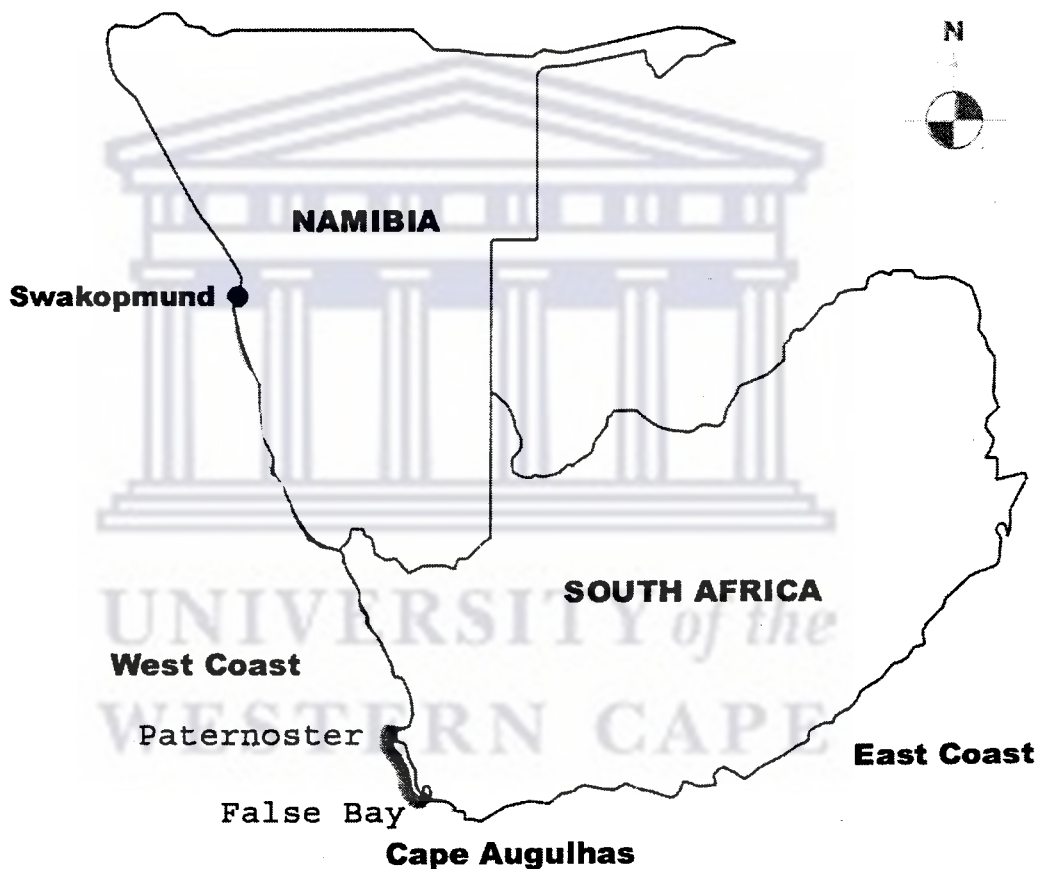 N
NAMIBIA
Swakopmund
SOUTH AFRICA
UNIVERSITY of the
West Coast
WESTERN CAPE
Paternoster
East Coast
False Bay
Cape Augulhas